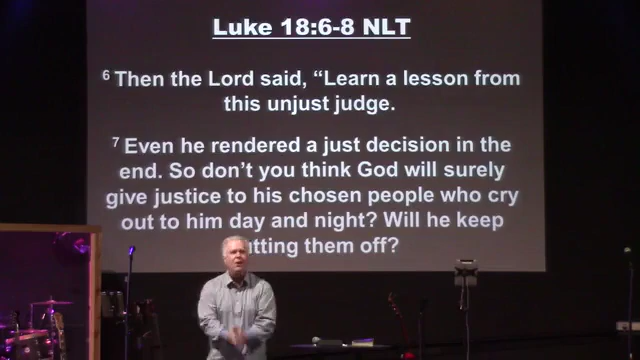 Luke 18:6-8 NLT
6 Then the Lord said, “Learn a lesson from
this unjust judge.
7 Even he rendered a just decision in the
end. So don’t you think God will surely
give justice to his chosen people who cry
out to him day and night? Will he keep
utting them off?